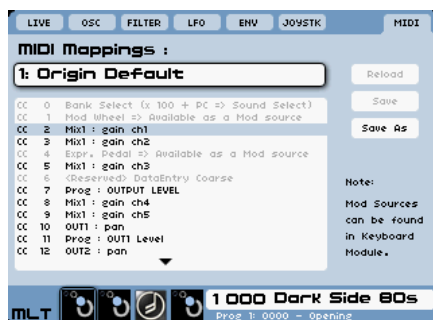 LIVE OSC FILTER LFO ENV JOYSTK MIDI
MIDI Mappings :
1: Origin Default
Reload
Save
Save As
CC 0 Bank Select (x 100 + PC => Sound Select)
CC 1 Mod Wheel => Available as a Mod source
CC 2 Mix1 : gain ch1
CC 3 Mix1 : gain ch2
CC 4 Expr. Pedal => Available as a Mod source
CC 5 Mix1 : gain ch3
CC 6 <Reserved> DataEntry Coarse
CC 7 Prog : OUTPUT LEVEL
CC 8 Mix1 : gain ch4
CC 9 Mix1 : gain ch5
CC 10 OUT1 : pan
CC 11 Prog : OUT1 Level
CC 12 OUT2 : pan
Note:
Mod Sources
can be found
in Keyboard
Module.
MLT
1 000 Dark Side 80s
Prog 1: 0000 - Opening